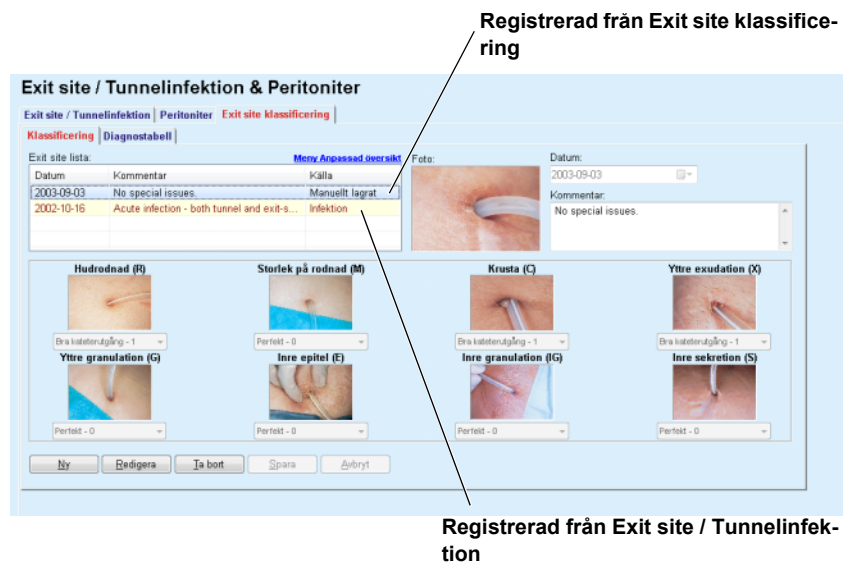 Registrerad från Exit site klassifice-
ring
Exit site / Tunnelinfektion & Peritoniter
Exit site / Tunnelinfektion Peritoniter Exit site klassificering
Klassificering Diagnostabell
Exit site lista: Meny Anpassad översikt
Datum Kommentar Källa
2003-09-03 No special issues. Manuellt lagrat
2002-10-16 Acute infection - both tunnel and exit-s... Infektion
Foto:
Datum:
2003-09-03
Kommentar:
No special issues.
Hudrodnad (R) Storlek på rodnad (M) Krusta (C) Yttre exudation (X)
Bra kateterutgång - 1 Perfekt - 0 Bra kateterutgång - 1 Bra kateterutgång - 1
Yttre granulation (G) Inre epitel (E) Inre granulation (IG) Inre sekretion (S)
Perfekt - 0 Perfekt - 0 Perfekt - 0 Perfekt - 0
Ny Redigera Ta bort Spara Avbryt
Registrerad från Exit site / Tunnelinfek-
tion